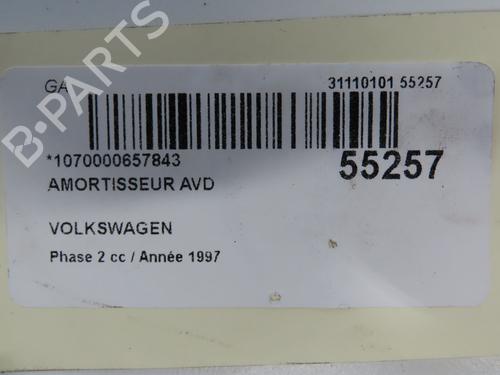 GA
31110101 55257
*1070000657843
55257
AMORTISSEUR AVD
VOLKSWAGEN
Phase 2 cc / Année 1997
B-PARTS